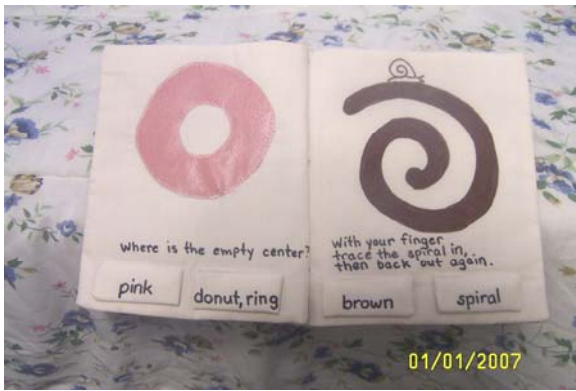 Where is the empty center?
pink
donut, ring
With your finger
trace the spiral in,
then back out again.
brown
spiral
01/01/2007